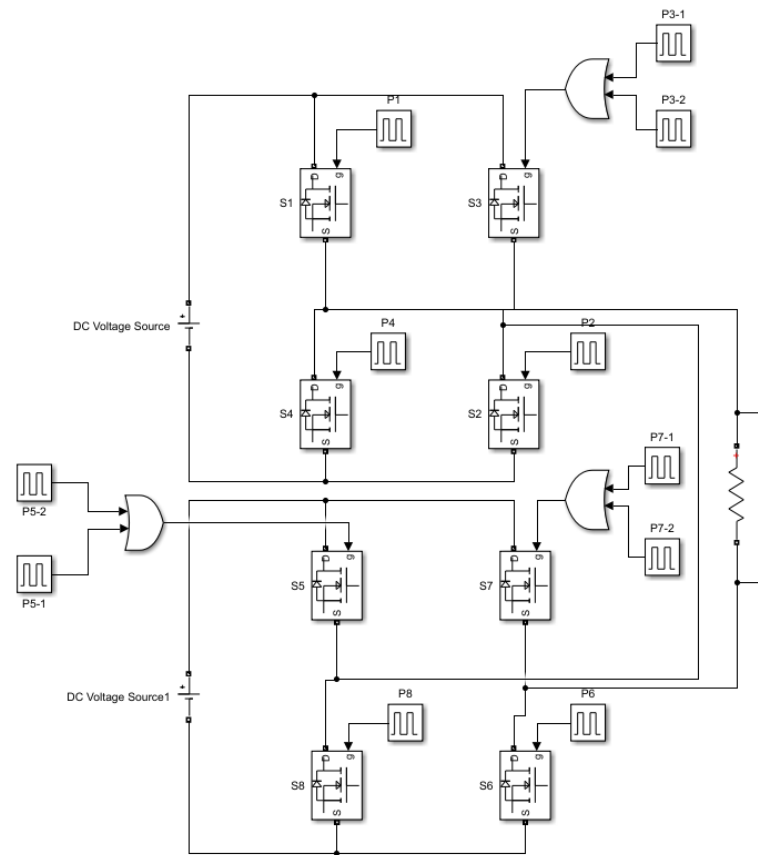 P3-1
P3-2
P1
D
g
S1
S
D
g
S3
S
DC Voltage Source
+
P4
P2
D
g
S4
S
D
g
S2
S
P7-1
P7-2
+
P5-2
P5-1
D
g
S5
S
D
g
S7
S
DC Voltage Source1
+
P8
P6
D
g
S8
S
D
g
S6
S